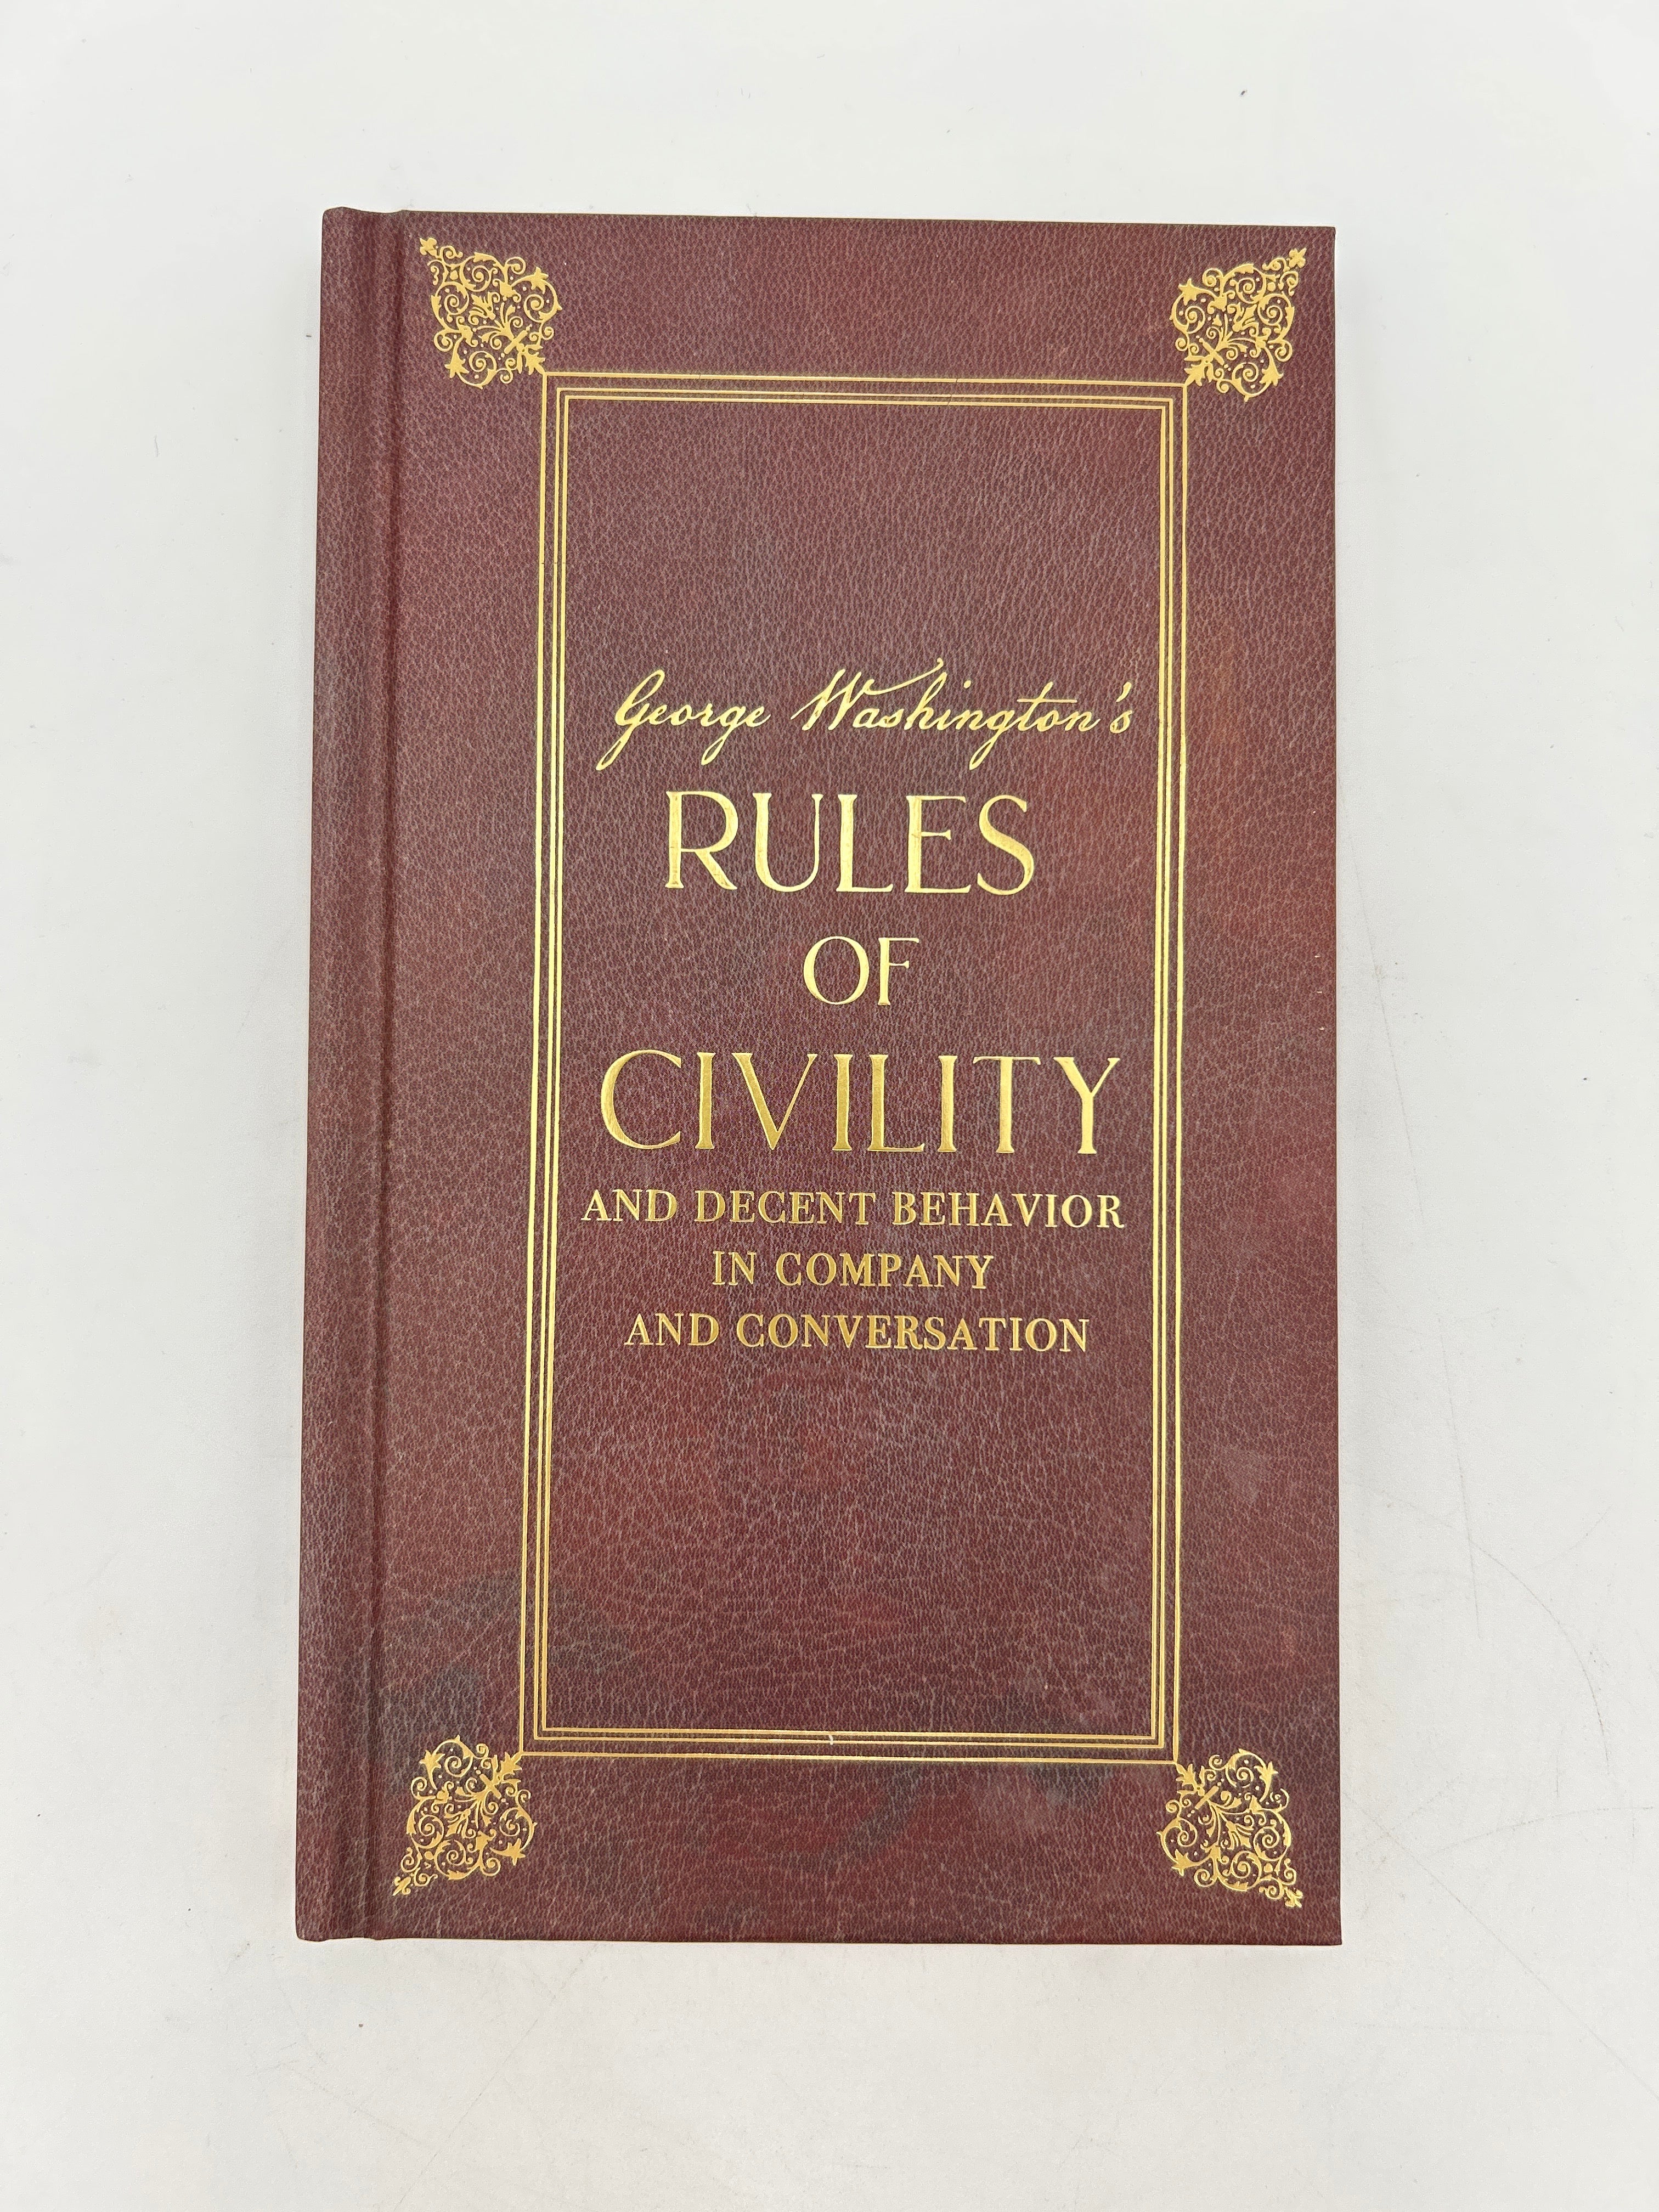 George Washington's
RULES
OF
CIVILITY
AND DECENT BEHAVIOR
IN COMPANY
AND CONVERSATION